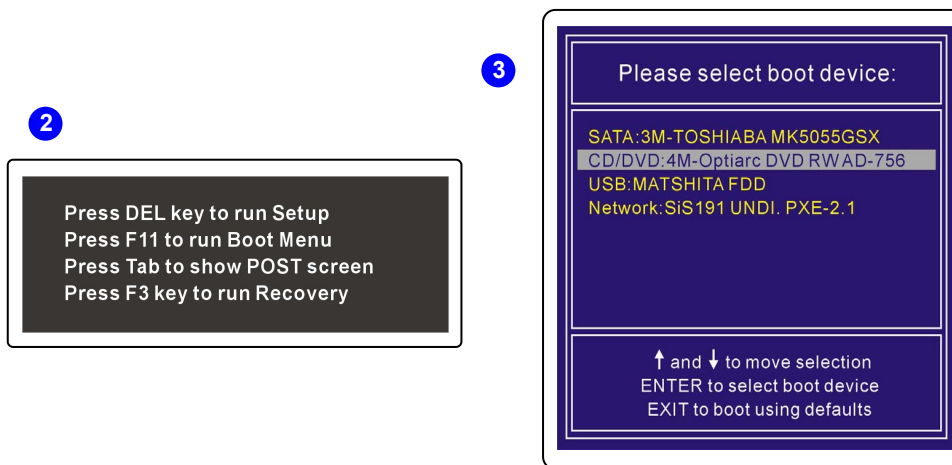 2
Press DEL key to run Setup
Press F11 to run Boot Menu
Press Tab to show POST screen
Press F3 key to run Recovery
3
Please select boot device:
SATA:3M-TOSHIABA MK5055GSX
CD/DVD:4M-Optiarc DVD RW AD-756
USB:MATSHITA FDD
Network:SiS191 UNDI. PXE-2.1
↑ and ↓ to move selection
ENTER to select boot device
EXIT to boot using defaults